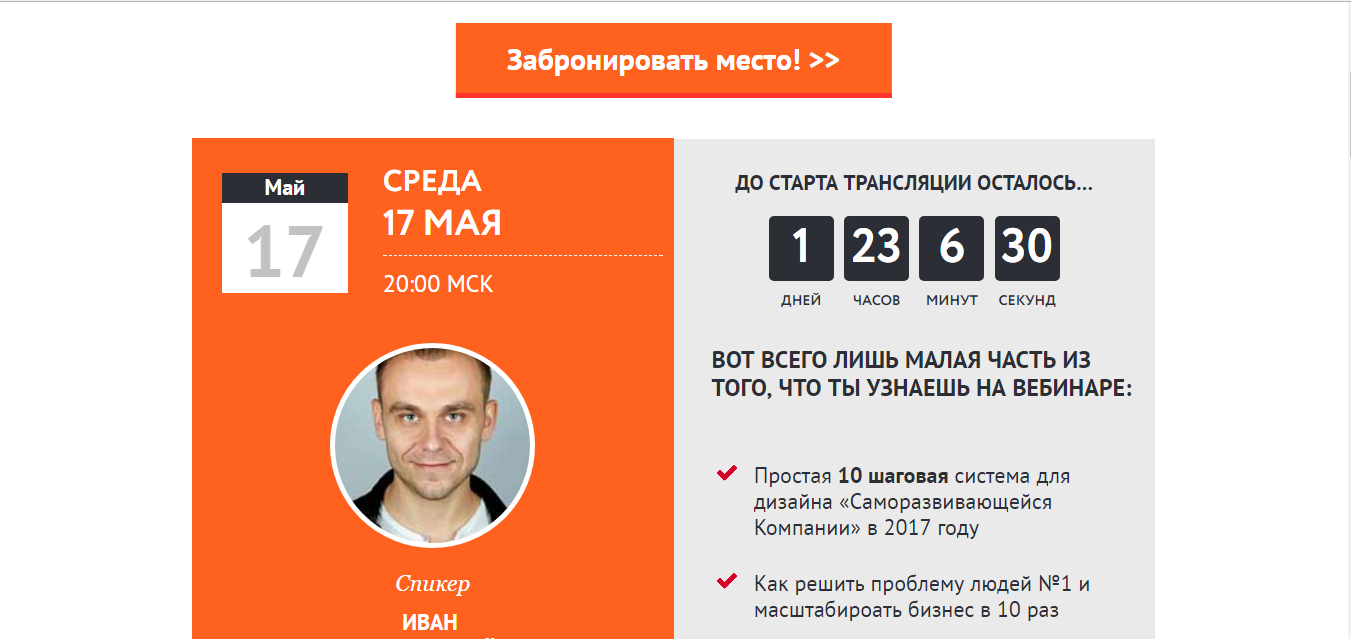 Забронировать место! >>
Май
17
СРЕДА
17 МАЯ
20:00 МСК
Спикер
ИВАН
ДО СТАРТА ТРАНСЛЯЦИИ ОСТАЛОСЬ...
1 23 6 30
ДНЕЙ ЧАСОВ МИНУТ СЕКУНД
ВОТ ВСЕГО ЛИШЬ МАЛАЯ ЧАСТЬ ИЗ
ТОГО, ЧТО ТЫ УЗНАЕШЬ НА ВЕБИНАРЕ:
Простая 10 шаговая система для
дизайна «Саморазвивающейся
Компании» в 2017 году
Как решить проблему людей №1 и
масштабироать бизнес в 10 раз